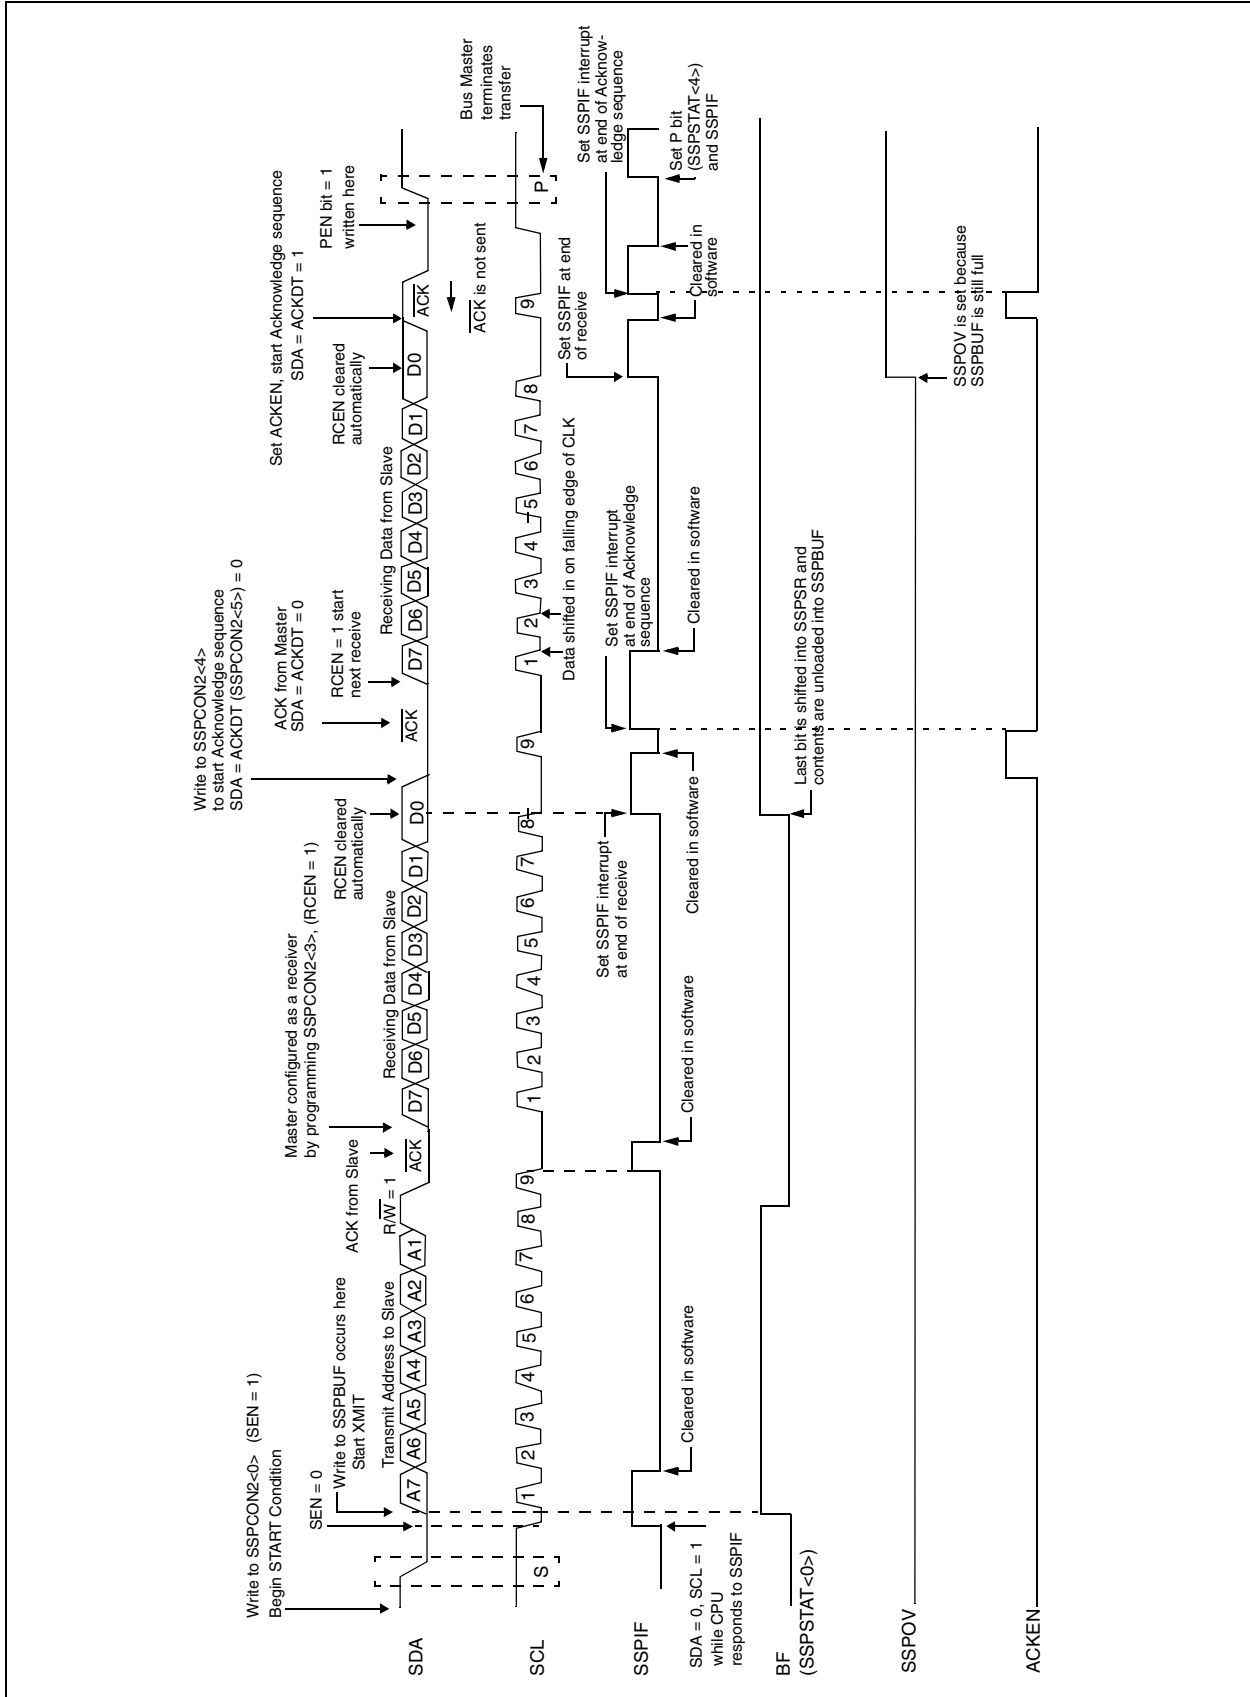 Write to SSPCON2<0> (SEN = 1)
Begin START Condition
SEN = 0
Write to SSPBUF occurs here
Start XMIT
Transmit Address to Slave
R/W = 1
ACK from Slave
Master configured as a receiver
by programming SSPCON2<3>, (RCEN = 1)
Receiving Data from Slave
RCEN cleared
automatically
Write to SSPCON2<4>
to start Acknowledge sequence
SDA = ACKDT (SSPCON2<5>) = 0
ACK from Master
SDA = ACKDT = 0
RCEN = 1 start
next receive
Receiving Data from Slave
RCEN cleared
automatically
Set ACKEN, start Acknowledge sequence
SDA = ACKDT = 1
PEN bit = 1
written here
SDA
A7 A6 A5 A4 A3 A2 A1 ACK D7 D6 D5 D4 D3 D2 D1 D0 ACK D7 D6 D5 D4 D3 D2 D1 D0 ACK
ACK is not sent
Bus Master
terminates
transfer
SCL
S 1 2 3 4 5 6 7 8 9 1 2 3 4 5 6 7 8 9 1 2 3 4 5 6 7 8 9 P
Data shifted in on falling edge of CLK
Set SSPIF interrupt
at end of receive
Set SSPIF interrupt
at end of Acknowledge
sequence
Set SSPIF at end
of receive
Set SSPIF interrupt
at end of Acknow-
ledge sequence
SSPIF
SDA = 0, SCL = 1
while CPU
responds to SSPIF
Cleared in software
Cleared in software
Cleared in software
Cleared in software
Cleared in
software
Set P bit
(SSPSTAT<4>)
and SSPIF
BF
(SSPSTAT<0>)
Last bit is shifted into SSPSR and
contents are unloaded into SSPBUF
SSPOV
SSPOV is set because
SSPBUF is still full
ACKEN